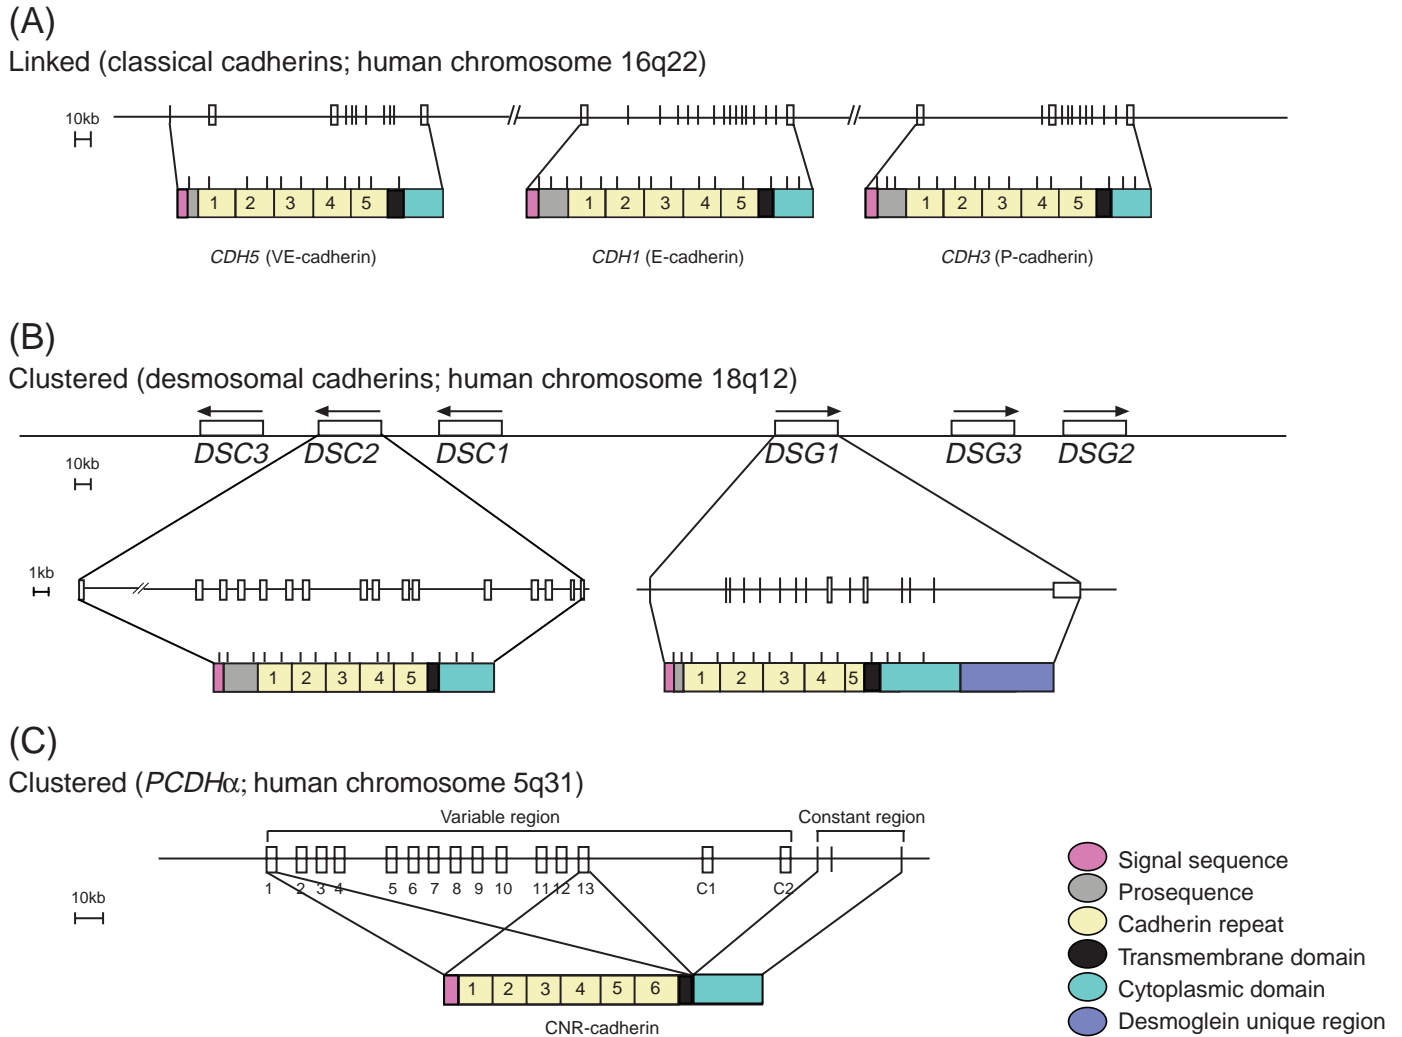 (A)
Linked (classical cadherins; human chromosome 16q22)
10kb
1 2 3 4 5
1 2 3 4 5
1 2 3 4 5
CDH5 (VE-cadherin)
CDH1 (E-cadherin)
CDH3 (P-cadherin)
(B)
Clustered (desmosomal cadherins; human chromosome 18q12)
DSC3 DSC2 DSC1 DSG1 DSG3 DSG2
10kb
1kb
1 2 3 4 5
1 2 3 4 5
(C)
Clustered (PCDHα; human chromosome 5q31)
Variable region
Constant region
1 2 3 4 5 6 7 8 9 10 11 12 13 C1 C2
10kb
1 2 3 4 5 6
CNR-cadherin
Signal sequence
Prosequence
Cadherin repeat
Transmembrane domain
Cytoplasmic domain
Desmoglein unique region